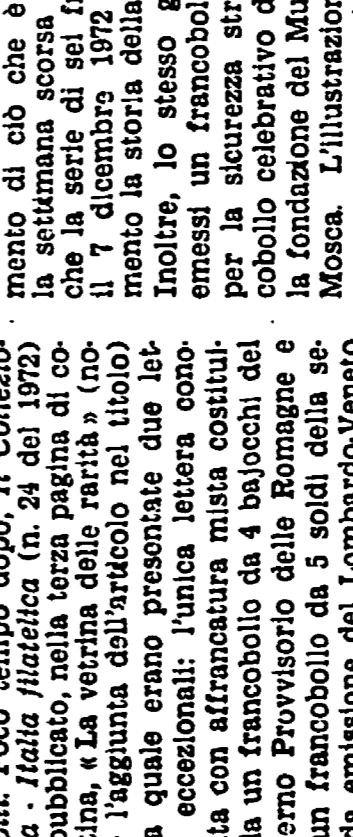 Poco tempo dopo, Il Collezio-
a - Italia filatelica (n. 24 del 1972)
pubblicato, nella terza pagina di co-
tina, « La vetrina delle rarità » (no-
l'aggiunta dell'articolo nel titolo)
a quale erano presentate due let-
eccezionali: l'unica lettera cono-
ta con affrancatura mista costitui-
da un francobollo da 4 bajocchi del
erno Provvisorio delle Romagne e
un francobollo da 5 soldi della se-
a emissione del Lombardo-Veneto
mento di ciò che è
la settimana scorsa
che la serie di sei fr
il 7 dicembre 1972
mento la storia della
Inoltre, lo stesso g
emessi un francobol
per la sicurezza str
cobollo celebrativo d
la fondazione del Mu
Mosca. L'illustrazion